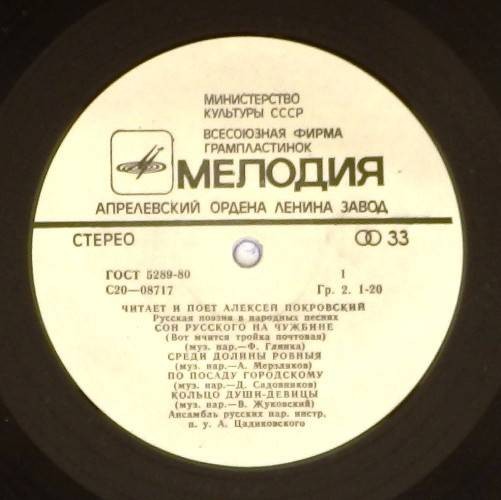 МИНИСТЕРСТВО
КУЛЬТУРЫ СССР
ВСЕСОЮЗНАЯ ФИРМА
ГРАМПЛАСТИНОК
МЕЛОДИЯ
АПРЕЛЕВСКИЙ ОРДЕНА ЛЕНИНА ЗАВОД
СТЕРЕО 33
ГОСТ 5289-80 1
С20—08717 Гр. 2. 1-20
ЧИТАЕТ И ПОЕТ АЛЕКСЕЙ ПОКРОВСКИЙ
Русская поэзия в народных песнях
СОН РУССКОГО НА ЧУЖБИНЕ
(Вот мчится тройка почтовая)
(муз. нар.—Ф. Глинка)
СРЕДИ ДОЛИНЫ РОВНЫЯ
(муз. нар.—А. Мерзляков)
ПО ПОСАДУ ГОРОДСКОМУ
(муз. нар.—Д. Садовников)
КОЛЬЦО ДУШИ-ДЕВИЦЫ
(муз. нар.—В. Жуковский)
Ансамбль русских нар. инстр.
п. у. А. Цадиковского